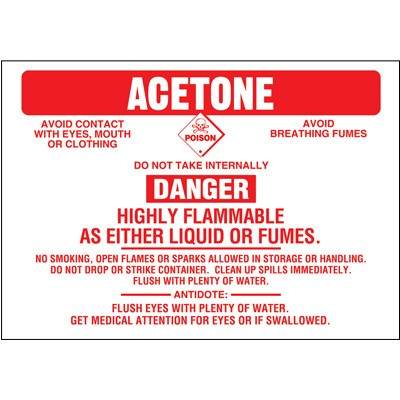 ACETONE
AVOID CONTACT
WITH EYES, MOUTH
OR CLOTHING
POISON
AVOID
BREATHING FUMES
DO NOT TAKE INTERNALLY
DANGER
HIGHLY FLAMMABLE
AS EITHER LIQUID OR FUMES.
NO SMOKING, OPEN FLAMES OR SPARKS ALLOWED IN STORAGE OR HANDLING.
DO NOT DROP OR STRIKE CONTAINER. CLEAN UP SPILLS IMMEDIATELY.
FLUSH WITH PLENTY OF WATER.
ANTIDOTE:
FLUSH EYES WITH PLENTY OF WATER.
GET MEDICAL ATTENTION FOR EYES OR IF SWALLOWED.